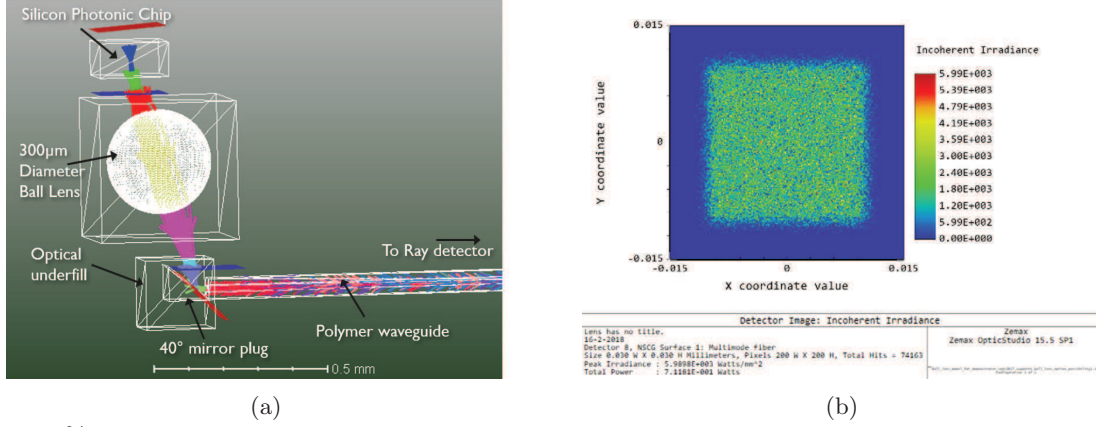 Silicon Photonic Chip
300µm
Diameter
Ball Lens
Optical
underfill
To Ray detector
Polymer waveguide
40° mirror plug
0.5 mm
(a)
0.015
0
-0.015
Y coordinate value
-0.015
0
0.015
X coordinate value
Incoherent Irradiance
5.99E+003
5.39E+003
4.79E+003
4.19E+003
3.59E+003
3.00E+003
2.40E+003
1.80E+003
1.20E+003
5.99E+002
0.00E+000
Detector Image: Incoherent Irradiance
Lens has no title.
16-2-2018
Detector 8, NSCG Surface 1: Multimode fiber
Size 0.030 W X 0.030 H Millimeters, Pixels 200 W X 200 H, Total Hits = 74163
Peak Irradiance : 5.9898E+003 Watts/mm^2
Total Power : 7.1181E-001 Watts
Zemax
Zemax OpticStudio 15.5 SP1
(b)